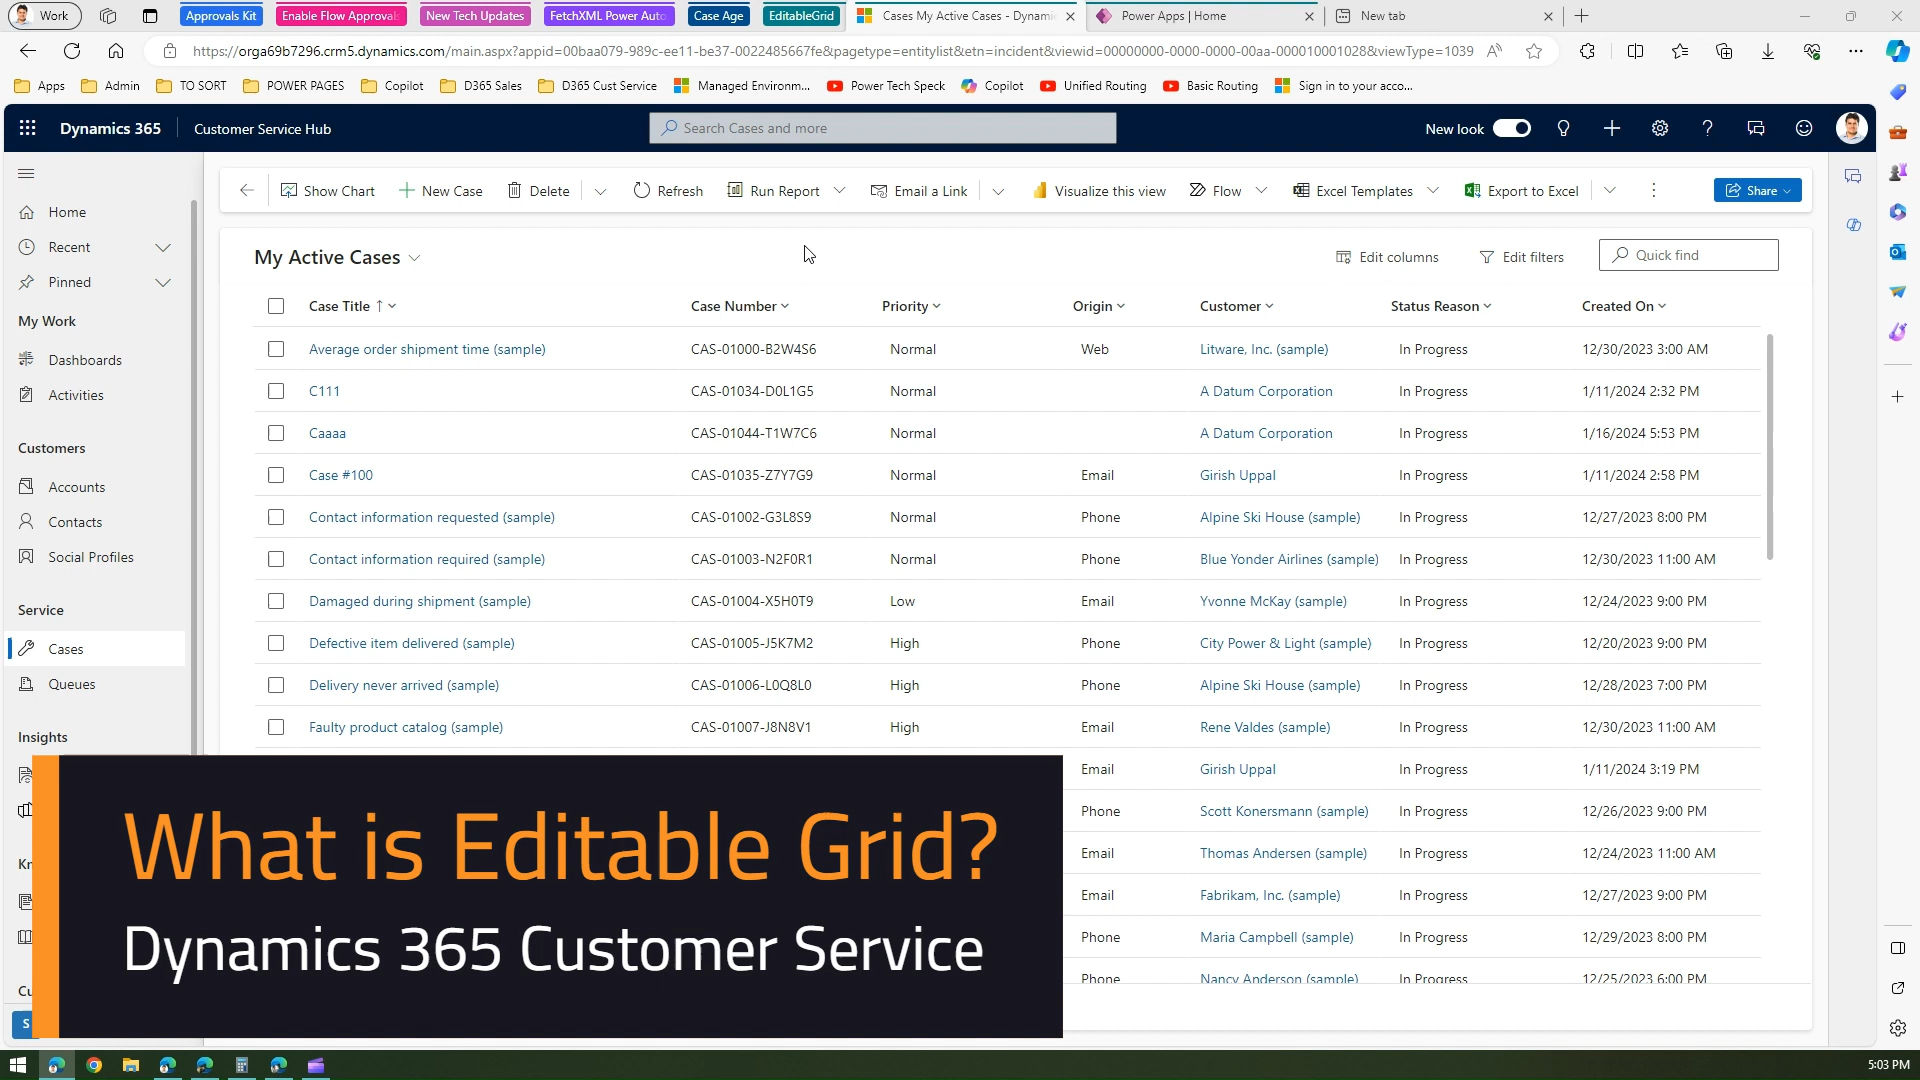 Work
Approvals Kit
Enable Flow Approval
New Tech Updates
FetchXML Power Auto
Case Age
EditableGrid
Cases My Active Cases - Dynami
Power Apps | Home
New tab
https://orga69b7296.crm5.dynamics.com/main.aspx?appid=00baa079-989c-ee11-be37-0022485667fe&pagetype=entitylist&etn=incident&viewid=00000000-0000-0000-00aa-000010001028&viewType=1039
Apps
Admin
TO SORT
POWER PAGES
Copilot
D365 Sales
D365 Cust Service
Managed Environm...
Power Tech Speck
Copilot
Unified Routing
Basic Routing
Sign in to your acco...
Dynamics 365
Customer Service Hub
Search Cases and more
New look
Show Chart
New Case
Delete
Refresh
Run Report
Email a Link
Visualize this view
Flow
Excel Templates
Export to Excel
Share
Home
Recent
Pinned
My Work
Dashboards
Activities
Customers
Accounts
Contacts
Social Profiles
Service
Cases
Queues
Insights
Kn
Cu
S
My Active Cases
Edit columns
Edit filters
Quick find
Case Title Case Number Priority Origin Customer Status Reason Created On
Average order shipment time (sample) CAS-01000-B2W4S6 Normal Web Litware, Inc. (sample) In Progress 12/30/2023 3:00 AM
C111 CAS-01034-D0L1G5 Normal A Datum Corporation In Progress 1/11/2024 2:32 PM
Caaaa CAS-01044-T1W7C6 Normal A Datum Corporation In Progress 1/16/2024 5:53 PM
Case #100 CAS-01035-Z7Y7G9 Normal Email Girish Uppal In Progress 1/11/2024 2:58 PM
Contact information requested (sample) CAS-01002-G3L8S9 Normal Phone Alpine Ski House (sample) In Progress 12/27/2023 8:00 PM
Contact information required (sample) CAS-01003-N2F0R1 Normal Phone Blue Yonder Airlines (sample) In Progress 12/30/2023 11:00 AM
Damaged during shipment (sample) CAS-01004-X5H0T9 Low Email Yvonne McKay (sample) In Progress 12/24/2023 9:00 PM
Defective item delivered (sample) CAS-01005-J5K7M2 High Phone City Power & Light (sample) In Progress 12/20/2023 9:00 PM
Delivery never arrived (sample) CAS-01006-L0Q8L0 High Phone Alpine Ski House (sample) In Progress 12/28/2023 7:00 PM
Faulty product catalog (sample) CAS-01007-J8N8V1 High Email Rene Valdes (sample) In Progress 12/30/2023 11:00 AM
Email Girish Uppal In Progress 1/11/2024 3:19 PM
Phone Scott Konersmann (sample) In Progress 12/26/2023 9:00 PM
Email Thomas Andersen (sample) In Progress 12/24/2023 11:00 AM
Email Fabrikam, Inc. (sample) In Progress 12/27/2023 9:00 PM
Phone Maria Campbell (sample) In Progress 12/29/2023 8:00 PM
Phone Nancy Anderson (sample) In Progress 12/25/2023 6:00 PM
What is Editable Grid?
Dynamics 365 Customer Service
5:03 PM